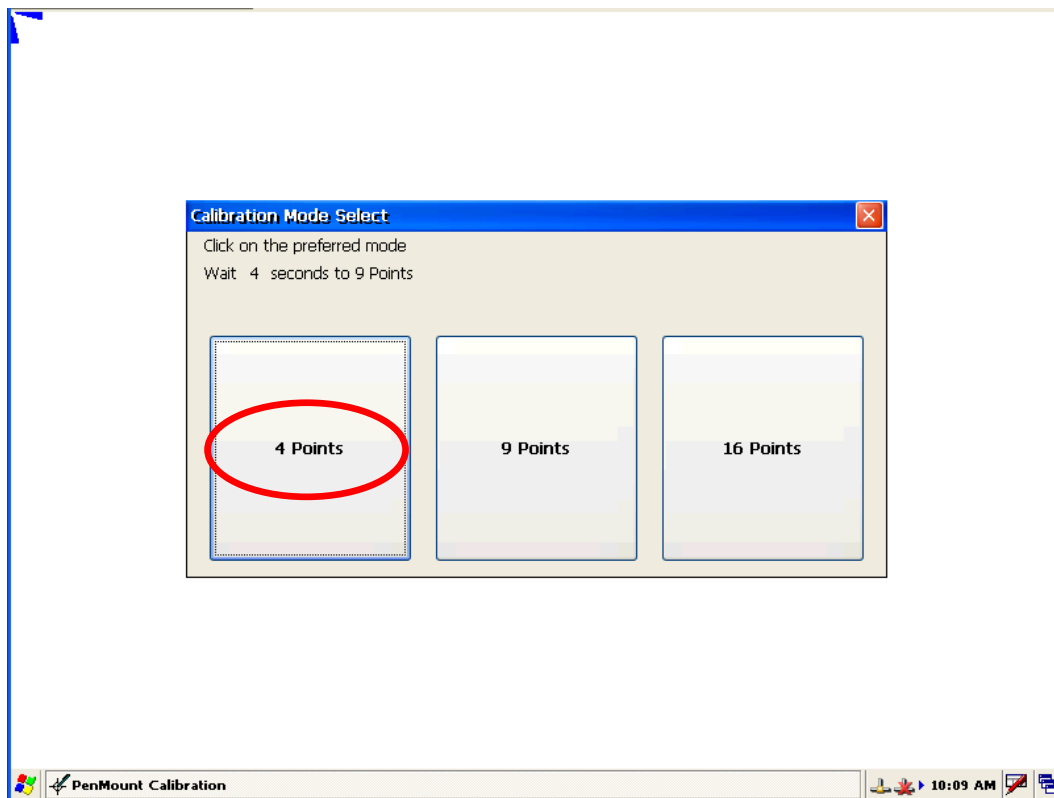 Calibration Mode Select
Click on the preferred mode
Wait 4 seconds to 9 Points
4 Points 9 Points 16 Points
PenMount Calibration 10:09 AM